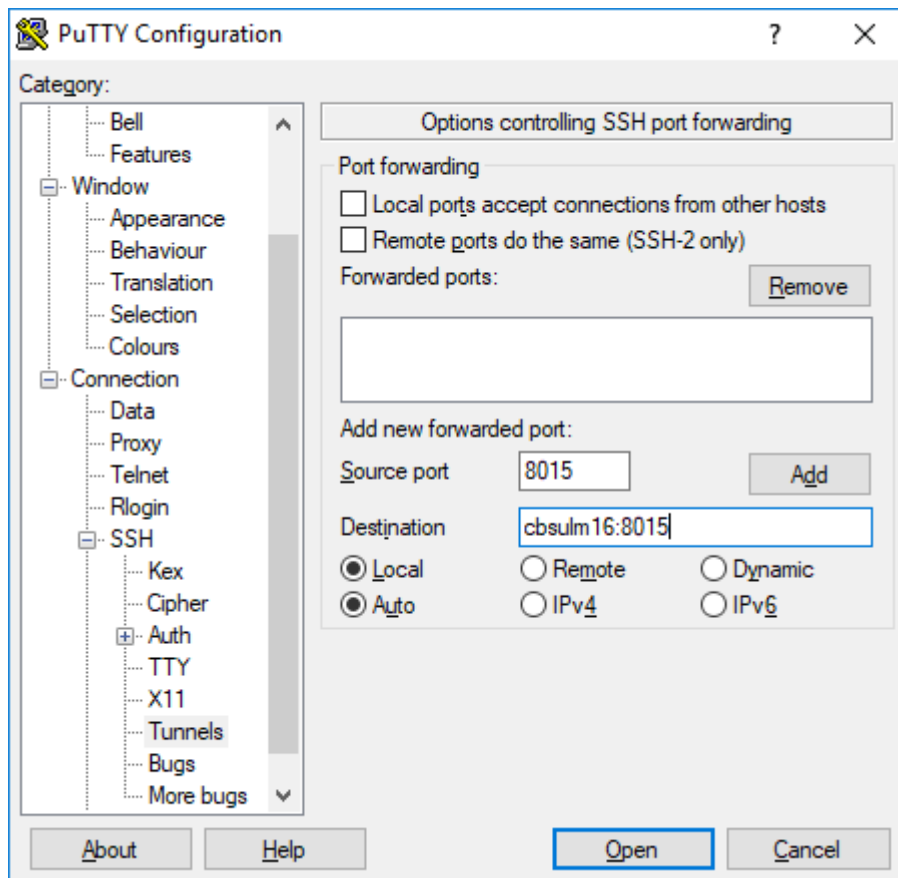 PuTTY Configuration
?
Category:
Bell
Features
Window
Appearance
Behaviour
Translation
Selection
Colours
Connection
Data
Proxy
Telnet
Rlogin
SSH
Kex
Cipher
Auth
TTY
X11
Tunnels
Bugs
More bugs
Options controlling SSH port forwarding
Port forwarding
Local ports accept connections from other hosts
Remote ports do the same (SSH-2 only)
Forwarded ports:
Remove
Add new forwarded port:
Source port 8015 Add
Destination cbsulm16:8015
Local Remote Dynamic
Auto IPv4 IPv6
About Help Open Cancel